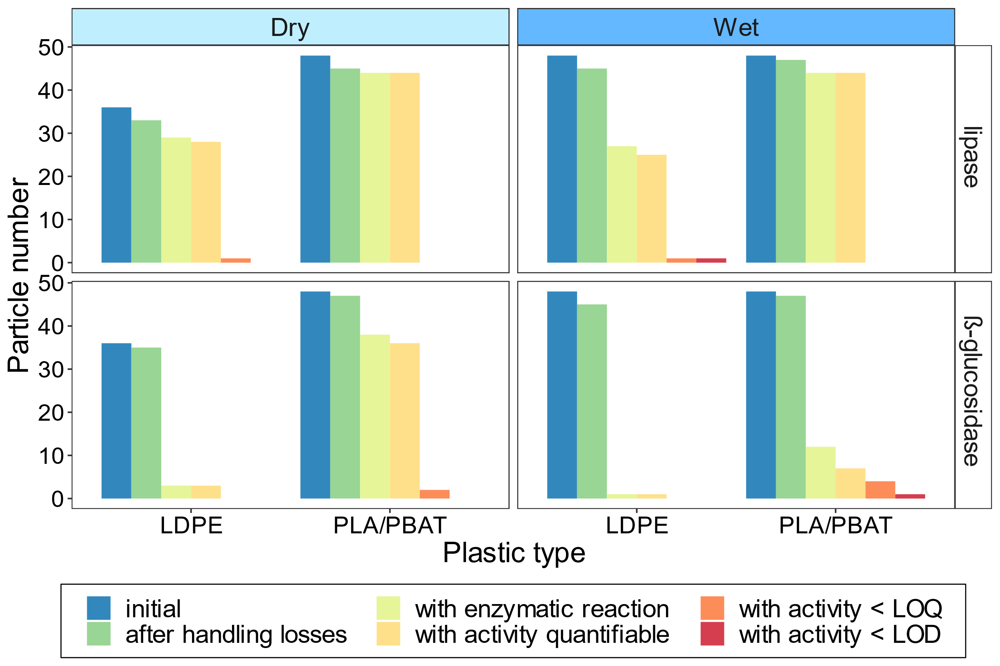 Dry
Wet
50
40
30
20
10
0
lipase
50
40
30
20
10
0
ß-glucosidase
Particle number
LDPE
PLA/PBAT
LDPE
PLA/PBAT
Plastic type
initial
with enzymatic reaction
with activity < LOQ
after handling losses
with activity quantifiable
with activity < LOD